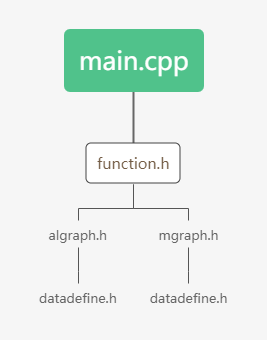 main.cpp
function.h
algraph.h
mgraph.h
datadefine.h
datadefine.h